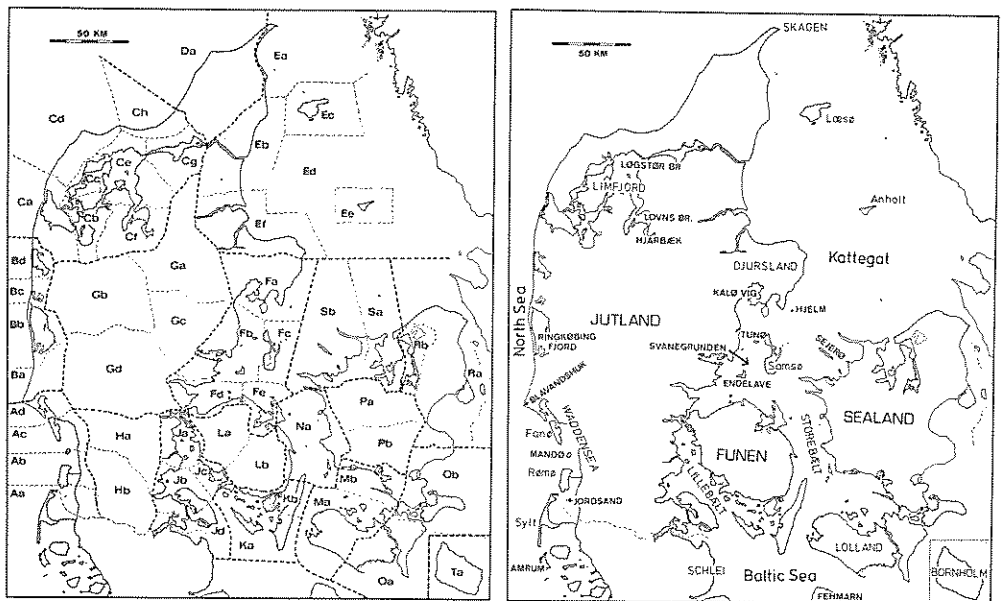 50 KM
Da
Ea
Cd
Ch
Ec
Ce
Cg
Eb
Ed
Cc
Ca
Cb
Cf
Ef
Ee
Bd
Ga
Fa
Bc
Gb
Gc
Sb
Sa
Bb
Fb
Fc
Rb
Ba
Gd
Ra
Ad
Fd
Fe
Pa
Ac
Ha
Ja
La
Na
Pb
Ab
Lb
Ob
Aa
Hb
Jb
Jc
Kb
Mb
Ma
Jd
Ka
Oa
Ta
SKAGEN
50 KM
Læsø
LØGSTØR BR
LIMFJORD
Anholt
LOVNS BR.
HJARBÆK
DJURSLAND
Kattegat
KALØ VIG
HJELM
North Sea
JUTLAND
TUNØ
SEJERØ
RINGKØBING
FJORD
SVANEGRUNDEN
Samsø
ENDELAVE
BLAVANDSHUK
SEALAND
WADDENSEA
Fanø
STOREBÆLT
FUNEN
MANDØ
Rømø
LILLEBÆLT
JORDSAND
Sylt
LOLLAND
AMRUM
SCHLEI
Baltic Sea
BORNHOLM
FEHMARN